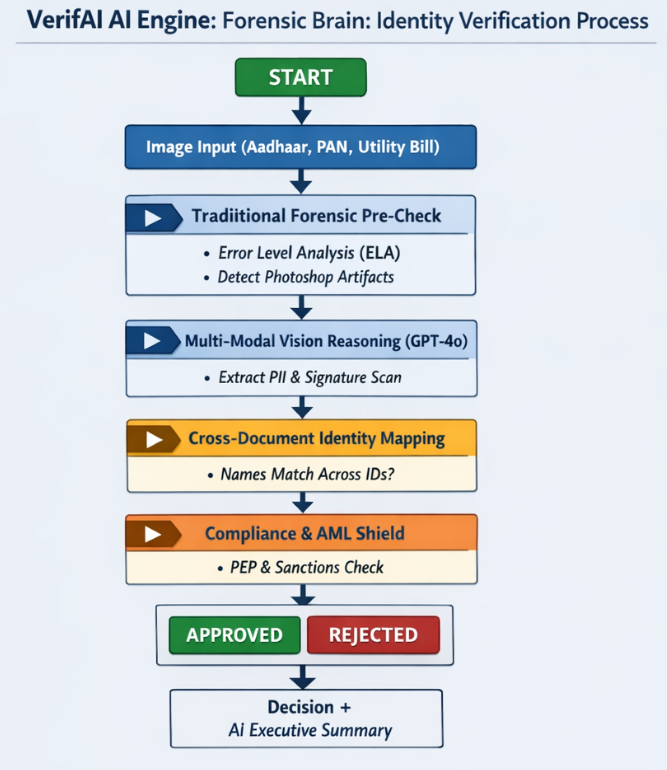 VerifAI AI Engine: Forensic Brain: Identity Verification Process
START
Image Input (Aadhaar, PAN, Utility Bill)
Tradiitional Forensic Pre-Check
• Error Level Analysis (ELA)
• Detect Photoshop Artifacts
Multi-Modal Vision Reasoning (GPT-4o)
• Extract PII & Signature Scan
Cross-Document Identity Mapping
• Names Match Across IDs?
Compliance & AML Shield
• PEP & Sanctions Check
APPROVED REJECTED
Decision +
Ai Executive Summary